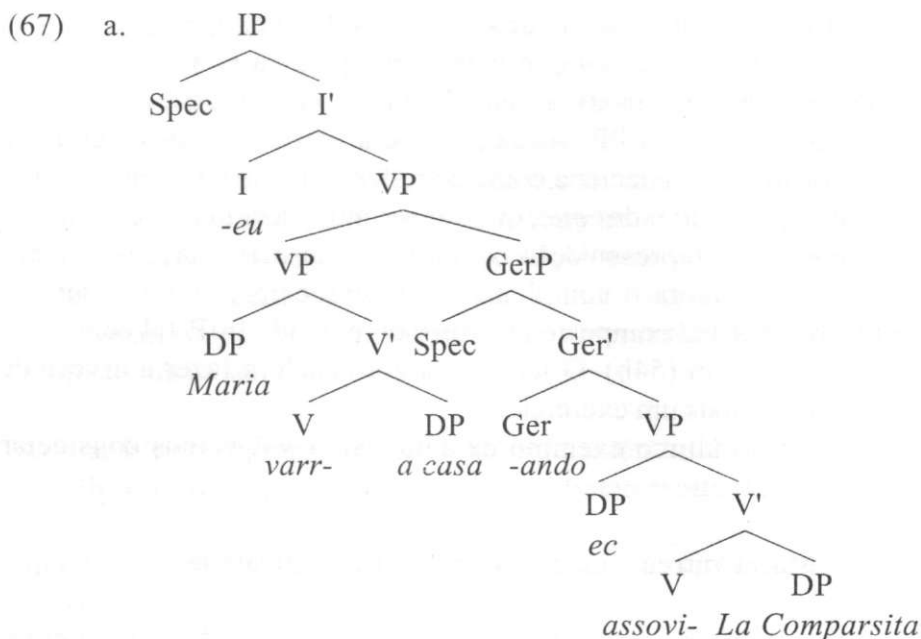 (67) a. IP
Spec I'
I VP
-eu
VP GerP
DP V' Spec Ger'
Maria
V DP Ger VP
varr- a casa -ando
DP V'
ec
V DP
assovi- La Comparsita